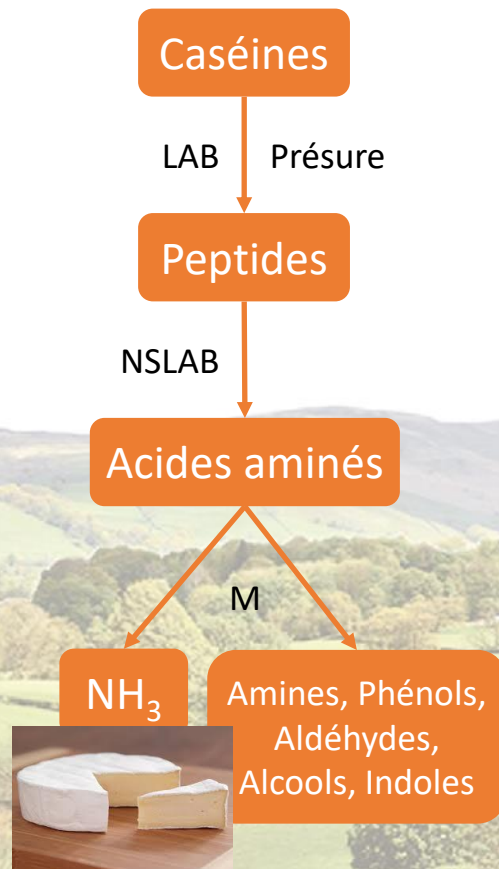 Caséines
LAB Présure
Peptides
NSLAB
Acides aminés
M
NH₃
Amines, Phénols,
Aldéhydes,
Alcools, Indoles